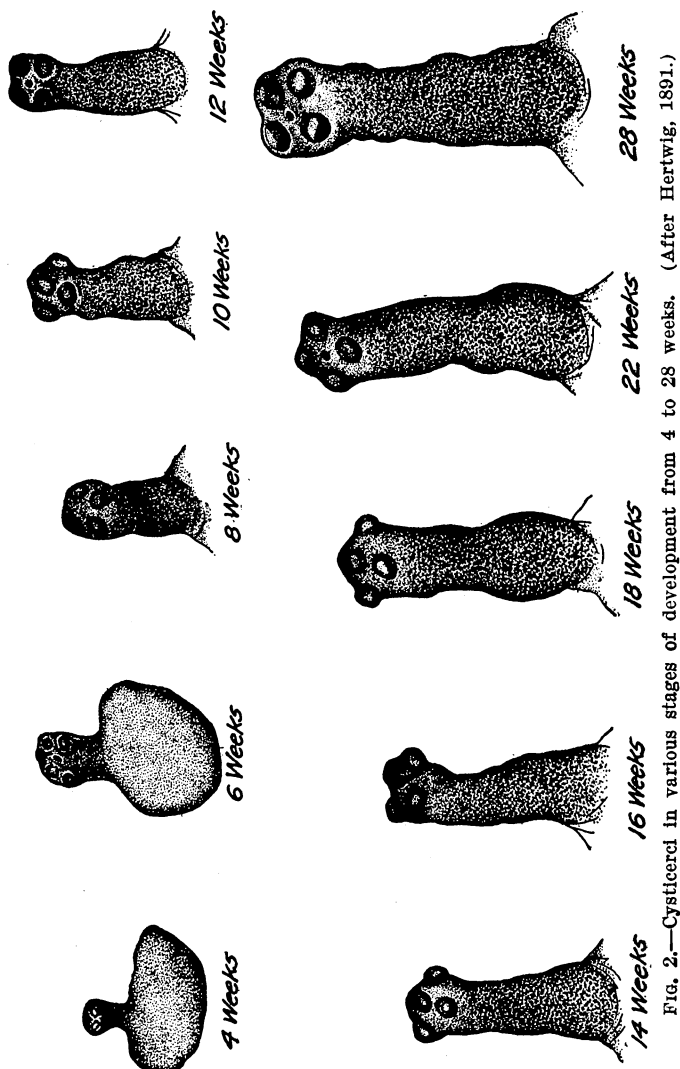 4 Weeks
6 Weeks
8 Weeks
10 Weeks
12 Weeks
14 Weeks
16 Weeks
18 Weeks
22 Weeks
28 Weeks
FIG. 2.—Cysticerci in various stages of development from 4 to 28 weeks. (After Hertwig, 1891.)